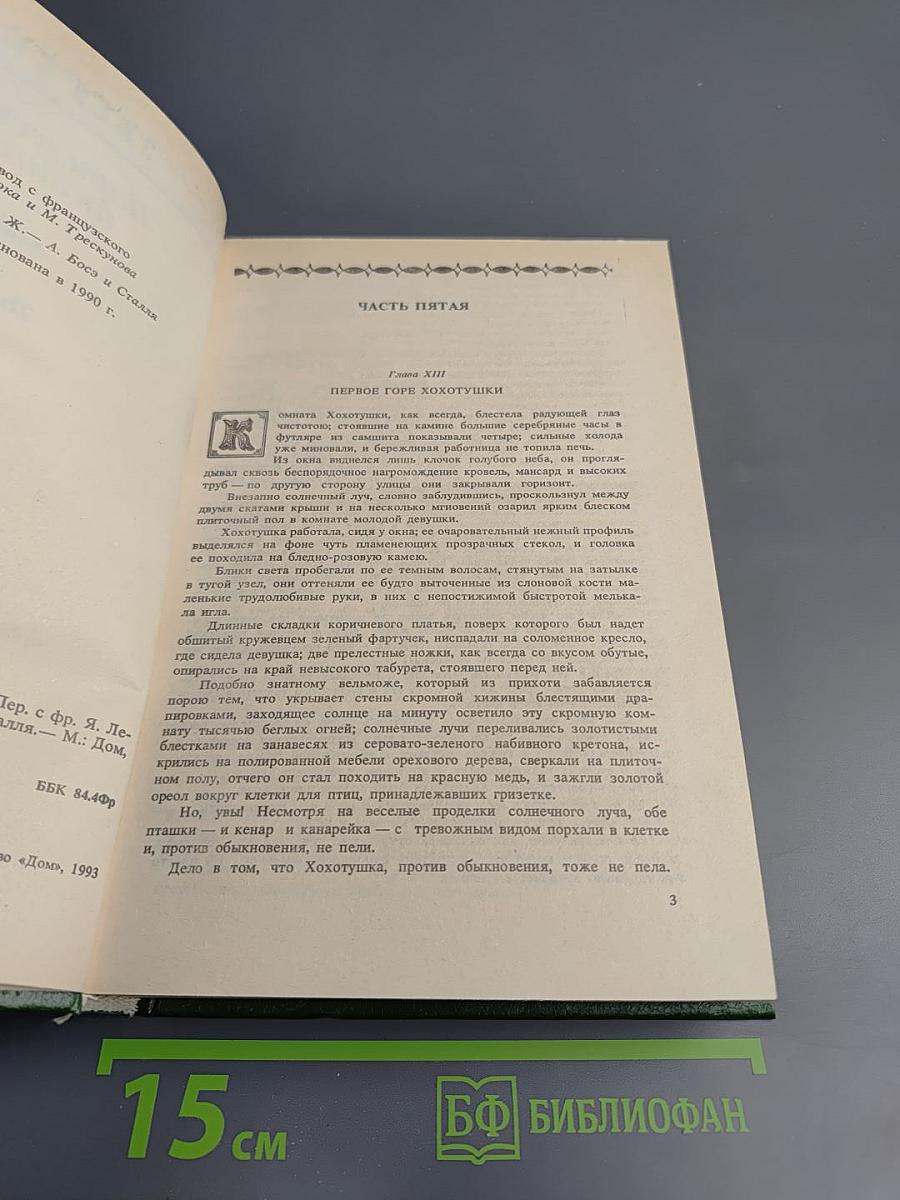 вод с французского
ока и М. Трескунова
Ж.— А. Босэ и Сталля
нована в 1990 г.
Пер. с фр. Я. Ле-
алля.— М.: Дом,
ББК 84.4Фр
во «Дом», 1993
ЧАСТЬ ПЯТАЯ
Глава XIII
ПЕРВОЕ ГОРЕ ХОХОТУШКИ
Комната Хохотушки, как всегда, блестела радующей глаз
чистотою; стоявшие на камине большие серебряные часы в
футляре из самшита показывали четыре; сильные холода
уже миновали, и бережливая работница не топила печь.
Из окна виднелся лишь клочок голубого неба, он прогля-
дывал сквозь беспорядочное нагромождение кровель, мансард и высоких
труб — по другую сторону улицы они закрывали горизонт.
Внезапно солнечный луч, словно заблудившись, проскользнул между
двумя скатами крыши и на несколько мгновений озарил ярким блеском
плиточный пол в комнате молодой девушки.
Хохотушка работала, сидя у окна; ее очаровательный нежный профиль
выделялся на фоне чуть пламенеющих прозрачных стекол, и головка
ее походила на бледно-розовую камею.
Блики света пробегали по ее темным волосам, стянутым на затылке
в тугой узел, они оттеняли ее будто выточенные из слоновой кости ма-
ленькие трудолюбивые руки, в них с непостижимой быстротой мелька-
ла игла.
Длинные складки коричневого платья, поверх которого был надет
обшитый кружевцем зеленый фартучек, ниспадали на соломенное кресло,
где сидела девушка; две прелестные ножки, как всегда со вкусом обутые,
опирались на край невысокого табурета, стоявшего перед ней.
Подобно знатному вельможе, который из прихоти забавляется
порою тем, что укрывает стены скромной хижины блестящими дра-
пировками, заходящее солнце на минуту осветило эту скромную ком-
нату тысячью беглых огней; солнечные лучи переливались золотистыми
блестками на занавесях из серовато-зеленого набивного кретона, ис-
крились на полированной мебели орехового дерева, сверкали на плиточ-
ном полу, отчего он стал походить на красную медь, и зажгли золотой
ореол вокруг клетки для птиц, принадлежавших гризетке.
Но, увы! Несмотря на веселые проделки солнечного луча, обе
пташки — и кенар и канарейка — с тревожным видом порхали в клетке
и, против обыкновения, не пели.
Дело в том, что Хохотушка, против обыкновения, тоже не пела.
3
15 см
БФ БИБЛИОФАН